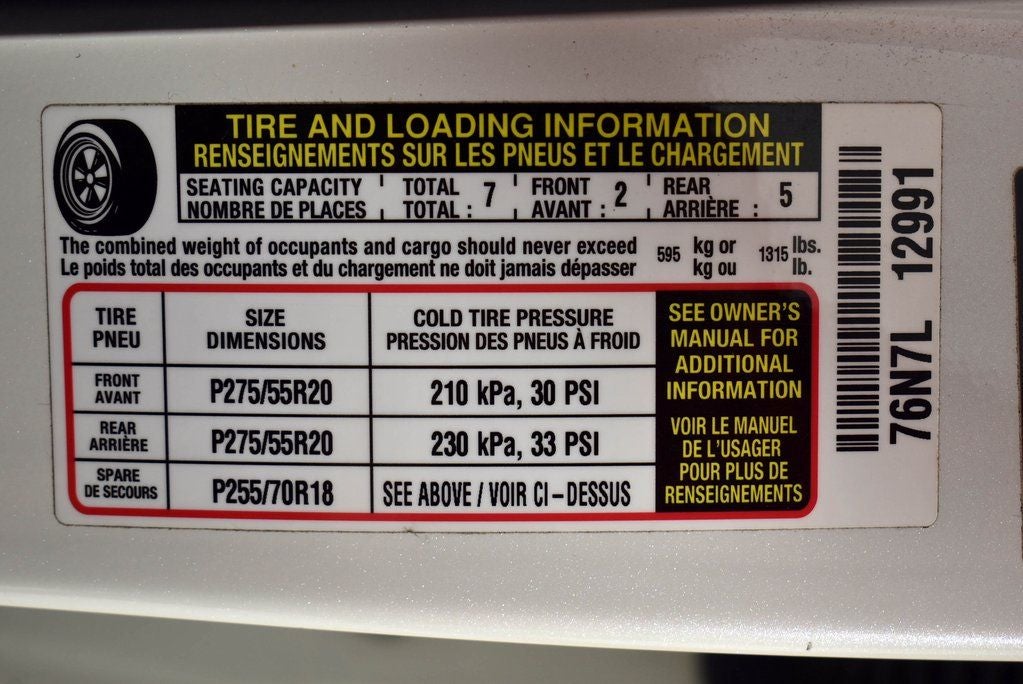 TIRE AND LOADING INFORMATION
RENSEIGNEMENTS SUR LES PNEUS ET LE CHARGEMENT
SEATING CAPACITY TOTAL 7 FRONT 2 REAR 5
NOMBRE DE PLACES TOTAL : AVANT : ARRIÈRE :
The combined weight of occupants and cargo should never exceed 595 kg or 1315 lbs.
Le poids total des occupants et du chargement ne doit jamais dépasser kg ou lb.
TIRE SIZE COLD TIRE PRESSURE
PNEU DIMENSIONS PRESSION DES PNEUS À FROID
FRONT P275/55R20 210 kPa, 30 PSI
AVANT
REAR P275/55R20 230 kPa, 33 PSI
ARRIÈRE
SPARE P255/70R18 SEE ABOVE / VOIR CI – DESSUS
DE SECOURS
SEE OWNER'S
MANUAL FOR
ADDITIONAL
INFORMATION
VOIR LE MANUEL
DE L'USAGER
POUR PLUS DE
RENSEIGNEMENTS
76N7L 12991